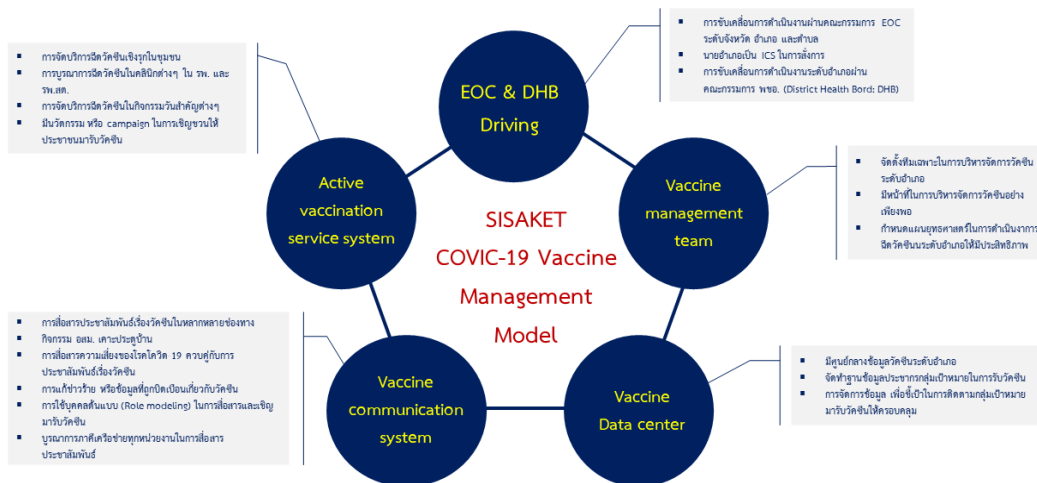 ▪ การขับเคลื่อนการดำเนินงานผ่านคณะกรรมการ EOC
ระดับจังหวัด อำเภอ และตำบล
▪ นายอำเภอเป็น ICS ในการสั่งการ
▪ การขับเคลื่อนการดำเนินงานระดับอำเภอผ่าน
คณะกรรมการ พชอ. (District Health Bord: DHB)
▪ การจัดบริการฉีดวัคซีนเชิงรุกในชุมชน
▪ การบูรณาการฉีดวัคซีนในคลินิกต่างๆ ใน รพ. และ
รพ.สต.
▪ การจัดบริการฉีดวัคซีนในกิจกรรมวันสำคัญต่างๆ
▪ มีนวัตกรรม หรือ campaign ในการเชิญชวนให้
ประชาชนมารับวัคซีน
EOC & DHB
Driving
Active
vaccination
service system
Vaccine
management
team
▪ จัดตั้งทีมเฉพาะในการบริหารจัดการวัคซีน
ระดับอำเภอ
▪ มีหน้าที่ในการบริหารจัดการวัคซีนอย่าง
เพียงพอ
▪ กำหนดแผนยุทธศาสตร์ในการดำเนินงาการ
ฉีดวัคซีนนระดับอำเภอให้มีประสิทธิภาพ
SISAKET
COVIC-19 Vaccine
Management
Model
▪ การสื่อสารประชาสัมพันธ์เรื่องวัคซีนในหลากหลายช่องทาง
▪ กิจกรรม อสม. เคาะประตูบ้าน
▪ การสื่อสารความเสี่ยงของโรคโควิด 19 ควบคู่กับการ
ประชาสัมพันธ์เรื่องวัคซีน
▪ การแก้ข่าวร้าย หรือข้อมูลที่ถูกบิดเบือนเกี่ยวกับวัคซีน
▪ การใช้บุคคลต้นแบบ (Role modeling) ในการสื่อสารและเชิญ
มารับวัคซีน
▪ บูรณาการภาคีเครือข่ายทุกหน่วยงานในการสื่อสาร
ประชาสัมพันธ์
Vaccine
communication
system
Vaccine
Data center
▪ มีศูนย์กลางข้อมูลวัคซีนระดับอำเภอ
▪ จัดทำฐานข้อมูลประชากรกลุ่มเป้าหมายในการรับวัคซีน
▪ การจัดการข้อมูล เพื่อชี้เป้าในการติดตามกลุ่มเป้าหมาย
มารับวัคซีนให้ครอบคลุม